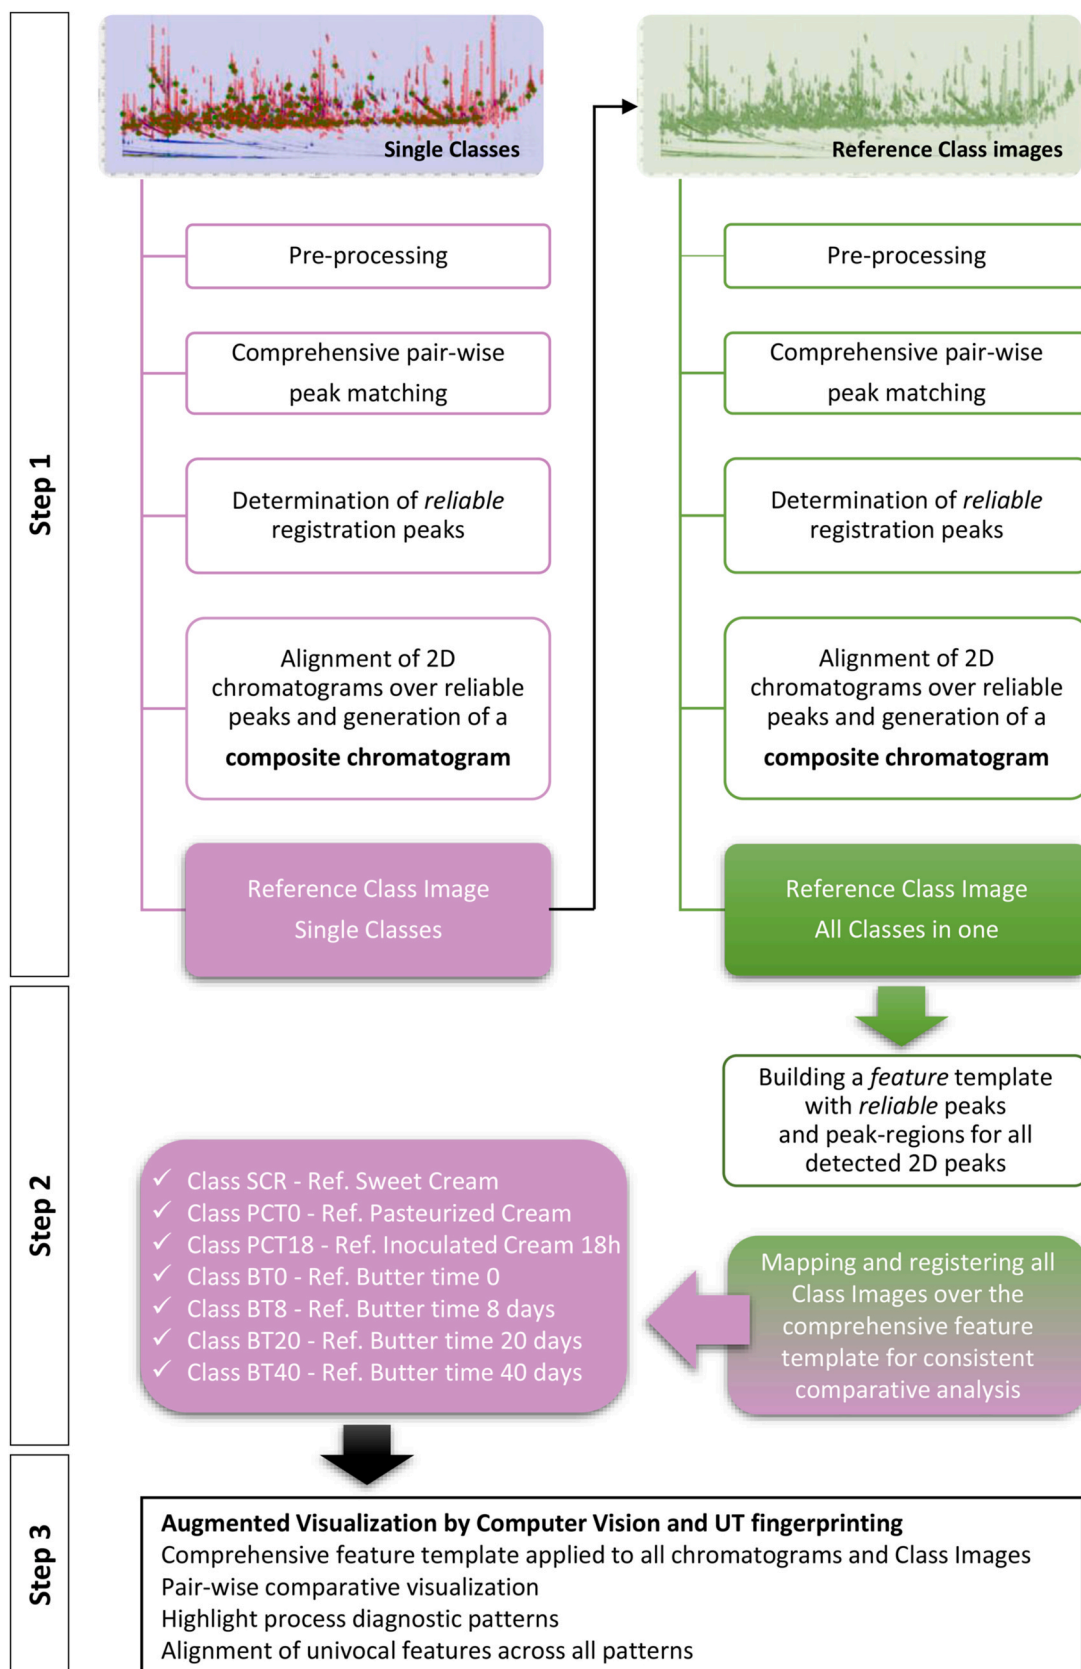 Step 1
Single Classes
Pre-processing
Comprehensive pair-wise
peak matching
Determination of reliable
registration peaks
Alignment of 2D
chromatograms over reliable
peaks and generation of a
composite chromatogram
Reference Class Image
Single Classes
Reference Class images
Pre-processing
Comprehensive pair-wise
peak matching
Determination of reliable
registration peaks
Alignment of 2D
chromatograms over reliable
peaks and generation of a
composite chromatogram
Reference Class Image
All Classes in one
Step 2
Building a feature template
with reliable peaks
and peak-regions for all
detected 2D peaks
Mapping and registering all
Class Images over the
comprehensive feature
template for consistent
comparative analysis
✓ Class SCR - Ref. Sweet Cream
✓ Class PCT0 - Ref. Pasteurized Cream
✓ Class PCT18 - Ref. Inoculated Cream 18h
✓ Class BT0 - Ref. Butter time 0
✓ Class BT8 - Ref. Butter time 8 days
✓ Class BT20 - Ref. Butter time 20 days
✓ Class BT40 - Ref. Butter time 40 days
Step 3
Augmented Visualization by Computer Vision and UT fingerprinting
Comprehensive feature template applied to all chromatograms and Class Images
Pair-wise comparative visualization
Highlight process diagnostic patterns
Alignment of univocal features across all patterns